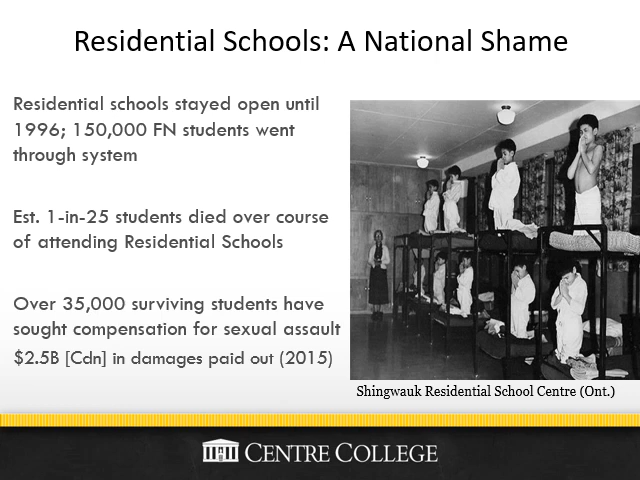 Residential Schools: A National Shame
Residential schools stayed open until
1996; 150,000 FN students went
through system
Est. 1-in-25 students died over course
of attending Residential Schools
Over 35,000 surviving students have
sought compensation for sexual assault
$2.5B [Cdn] in damages paid out (2015)
Shingwauk Residential School Centre (Ont.)
CENTRE COLLEGE